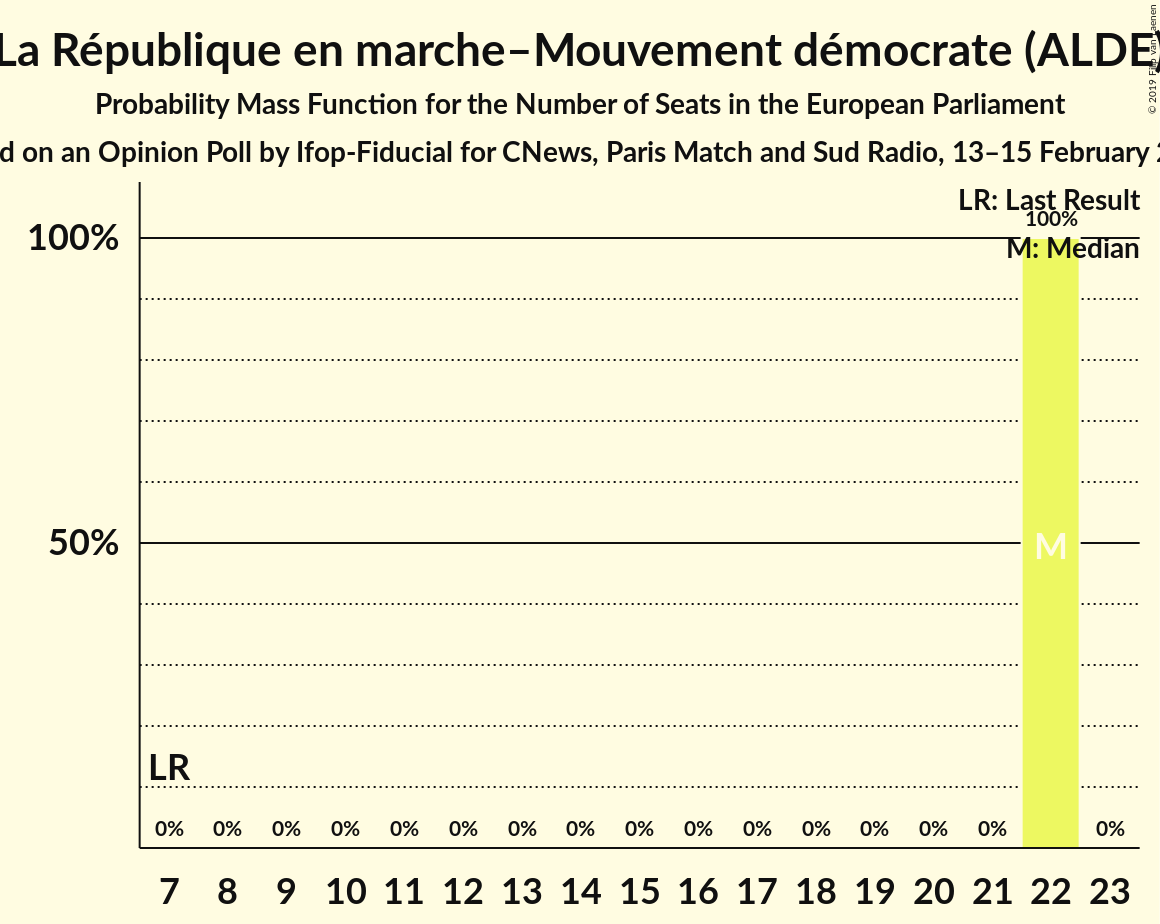 La République en marche–Mouvement démocrate (ALDE)
Probability Mass Function for the Number of Seats in the European Parliament
d on an Opinion Poll by Ifop-Fiducial for CNews, Paris Match and Sud Radio, 13–15 February
© 2019 Filip van Laenen
LR: Last Result
100%
M: Median
100%
50%
M
LR
0% 0% 0% 0% 0% 0% 0% 0% 0% 0% 0% 0% 0% 0% 0% 0%
7 8 9 10 11 12 13 14 15 16 17 18 19 20 21 22 23